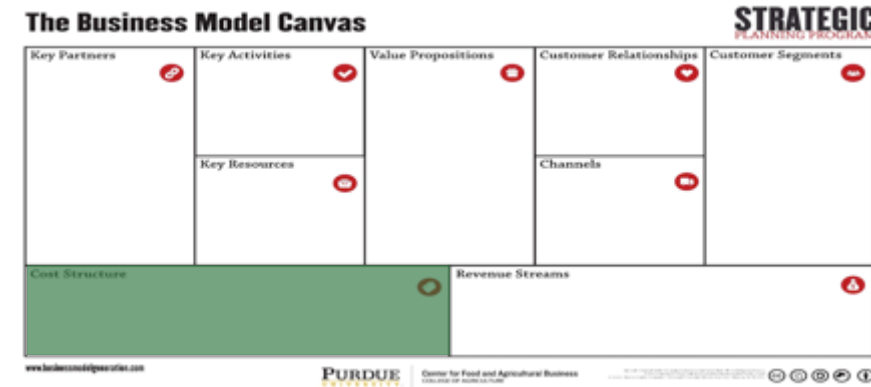 The Business Model Canvas
STRATEGIC
PLANNING PROGRAM
Key Partners
Key Activities
Value Propositions
Customer Relationships
Customer Segments
Key Resources
Channels
Cost Structure
Revenue Streams
www.businessmodelgeneration.com
PURDUE
UNIVERSITY
Center for Food and Agricultural Business
COLLEGE OF AGRICULTURE